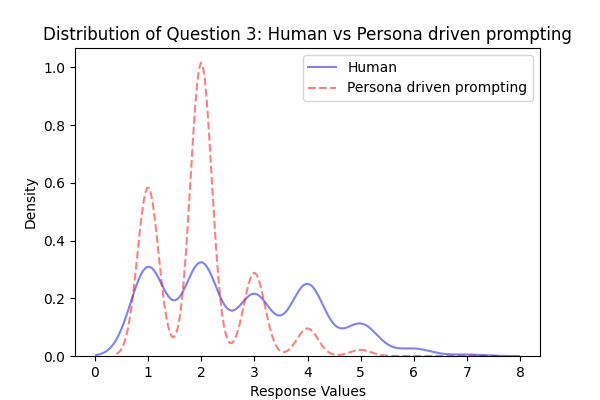 Distribution of Question 3: Human vs Persona driven prompting
Human
Persona driven prompting
Density
1.0
0.8
0.6
0.4
0.2
0.0
0 1 2 3 4 5 6 7 8
Response Values